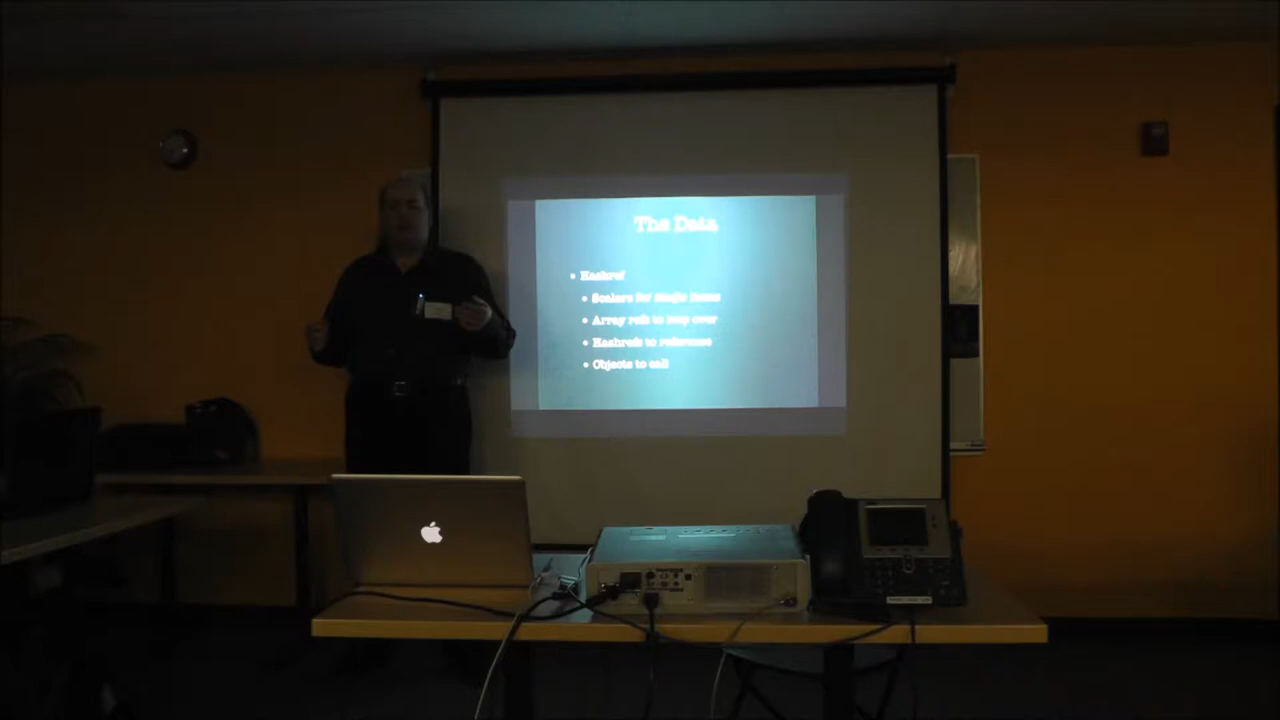 The Data
• Hashref
• Scalars for single items
• Array refs to loop over
• Hashrefs to reference
• Objects to call